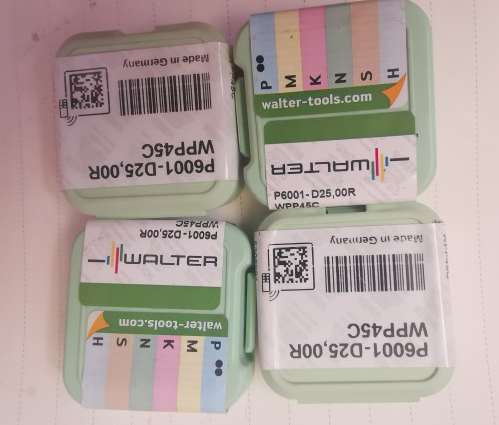 Made in Germany
P6001-D25,00R
WPP45C
P M K N S H
walter-tools.com
WALTER
P6001-D25,00R
WPP45C
P6001-D25,00R
WPP45C
WALTER
walter-tools.com
P M K N S H
Made in Germany
P6001-D25,00R
WPP45C